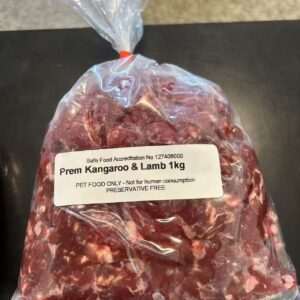 Safe Food Accreditation No 127408000
Prem Kangaroo & Lamb 1kg
PET FOOD ONLY - Not for human consumption
PRESERVATIVE FREE